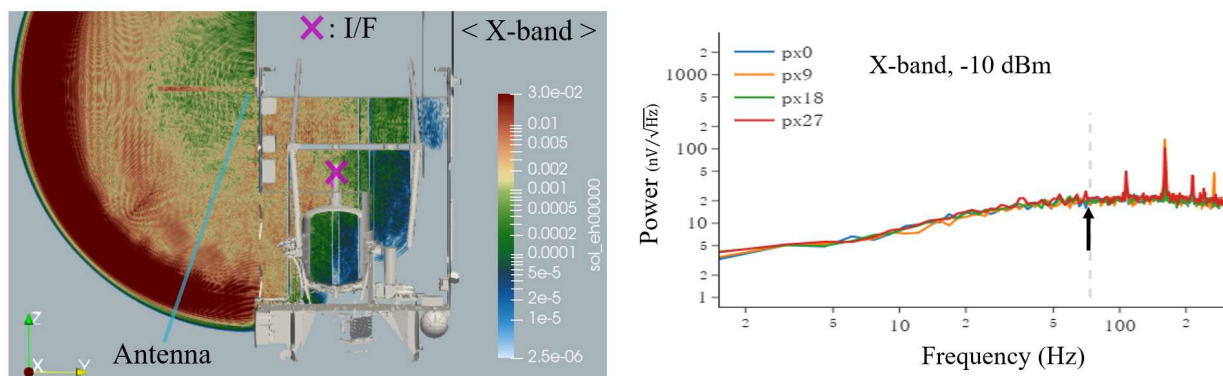 X : I/F
< X-band >
3.0e-02
0.01
0.005
0.002
0.001
0.0005
0.0002
0.0001
5e-5
2e-5
1e-5
2.5e-06
sol_eh00000
Antenna
Z
X
Y
px0
px9
px18
px27
X-band, -10 dBm
Power (nV/√Hz)
2
1000
5
2
100
5
2
10
5
2
1
2
5
10
2
5
100
2
Frequency (Hz)